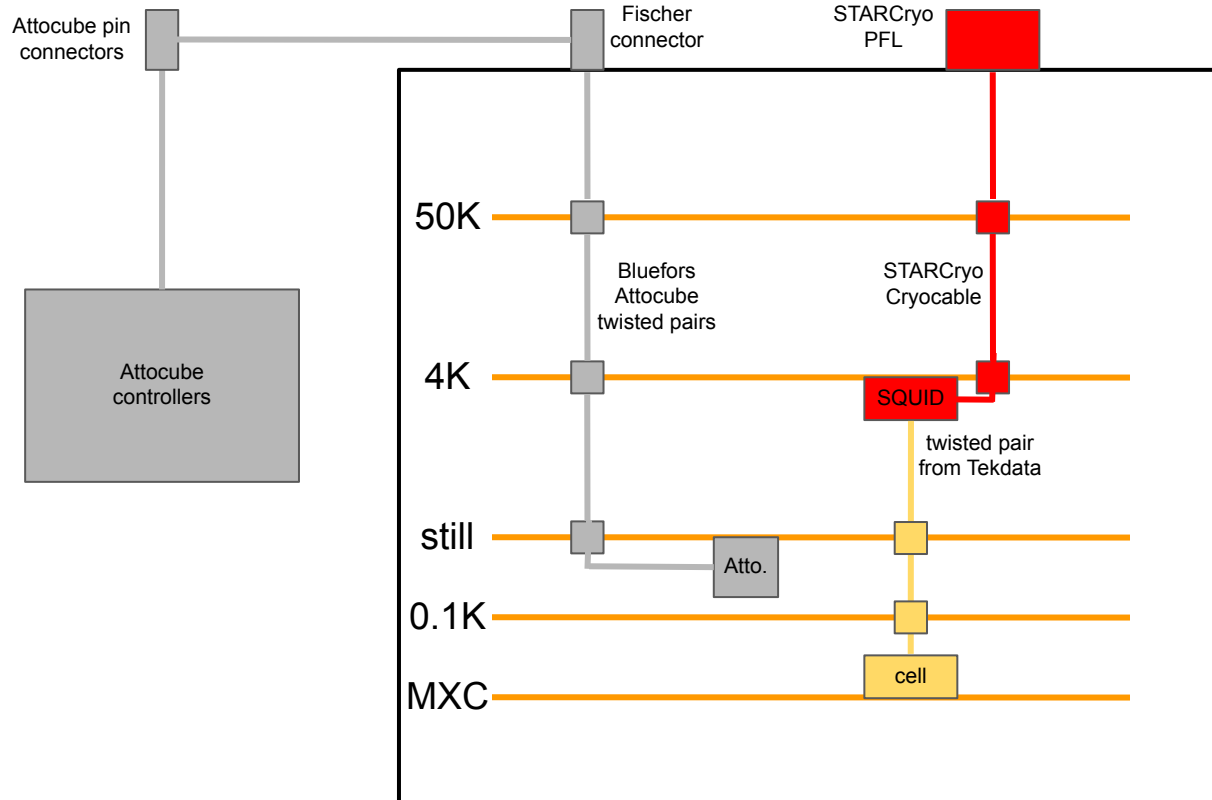 Attocube pin
connectors
Fischer
connector
STARCryo
PFL
50K
Bluefors
Attocube
twisted pairs
STARCryo
Cryocable
Attocube
controllers
4K
SQUID
twisted pair
from Tekdata
still
Atto.
0.1K
cell
MXC